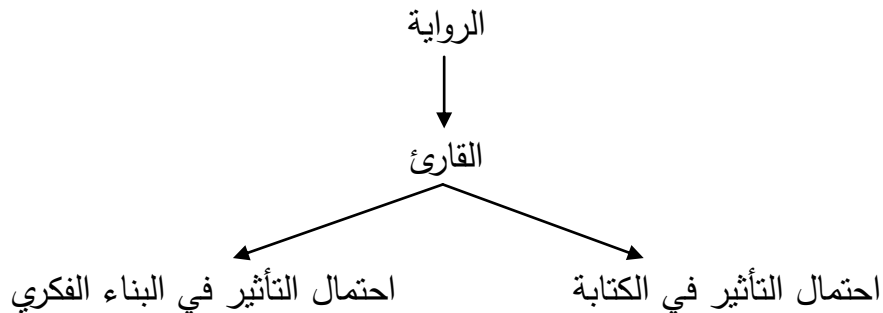 الرواية
القارئ
احتمال التأثير في الكتابة
احتمال التأثير في البناء الفكري